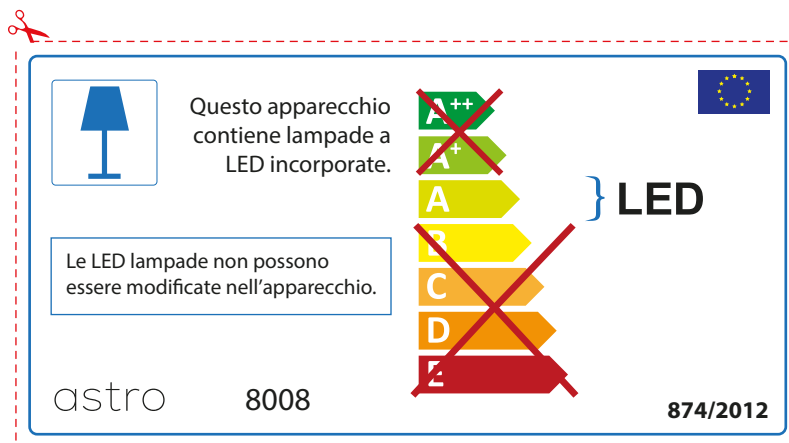 Questo apparecchio
contiene lampade a
LED incorporate.
A++
A+
A
B
C
D
E
LED
Le LED lampade non possono
essere modificate nell'apparecchio.
astro
8008
874/2012